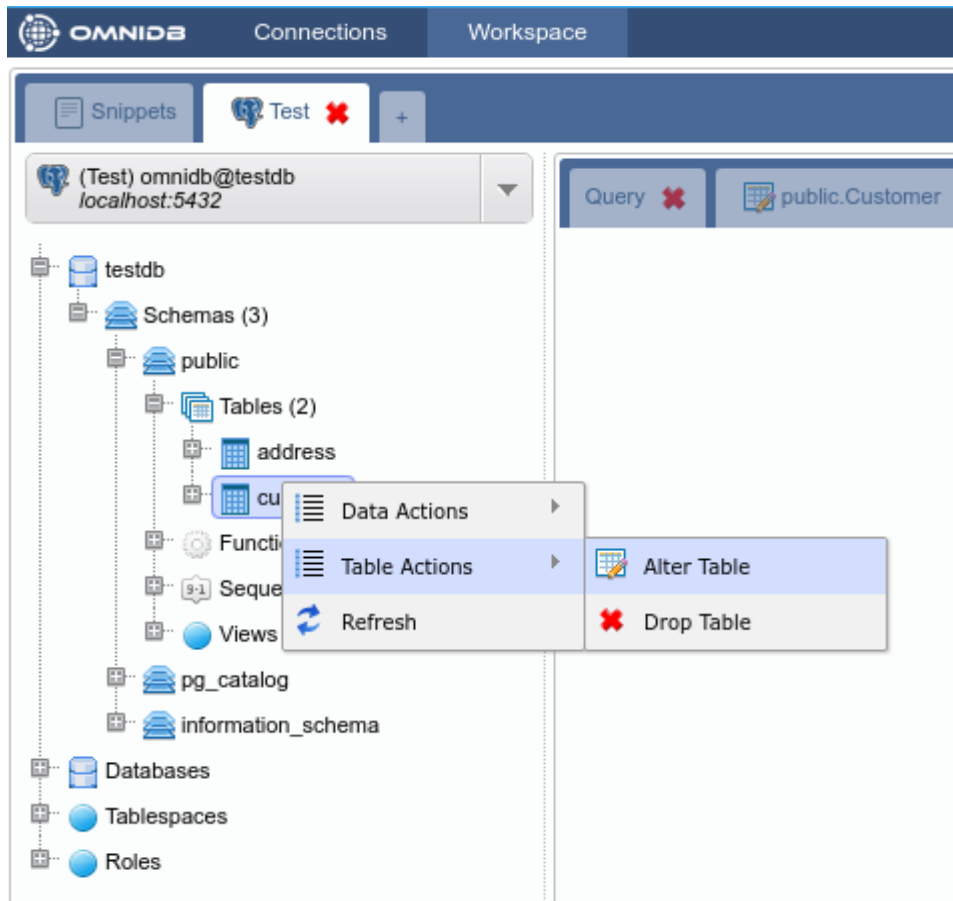 OMNIDB Connections Workspace
Snippets Test +
(Test) omnidb@testdb
localhost:5432
Query public.Customer
testdb
Schemas (3)
public
Tables (2)
address
cu
Data Actions
Functi
Table Actions
Alter Table
Seque
Refresh
Drop Table
Views
pg_catalog
information_schema
Databases
Tablespaces
Roles